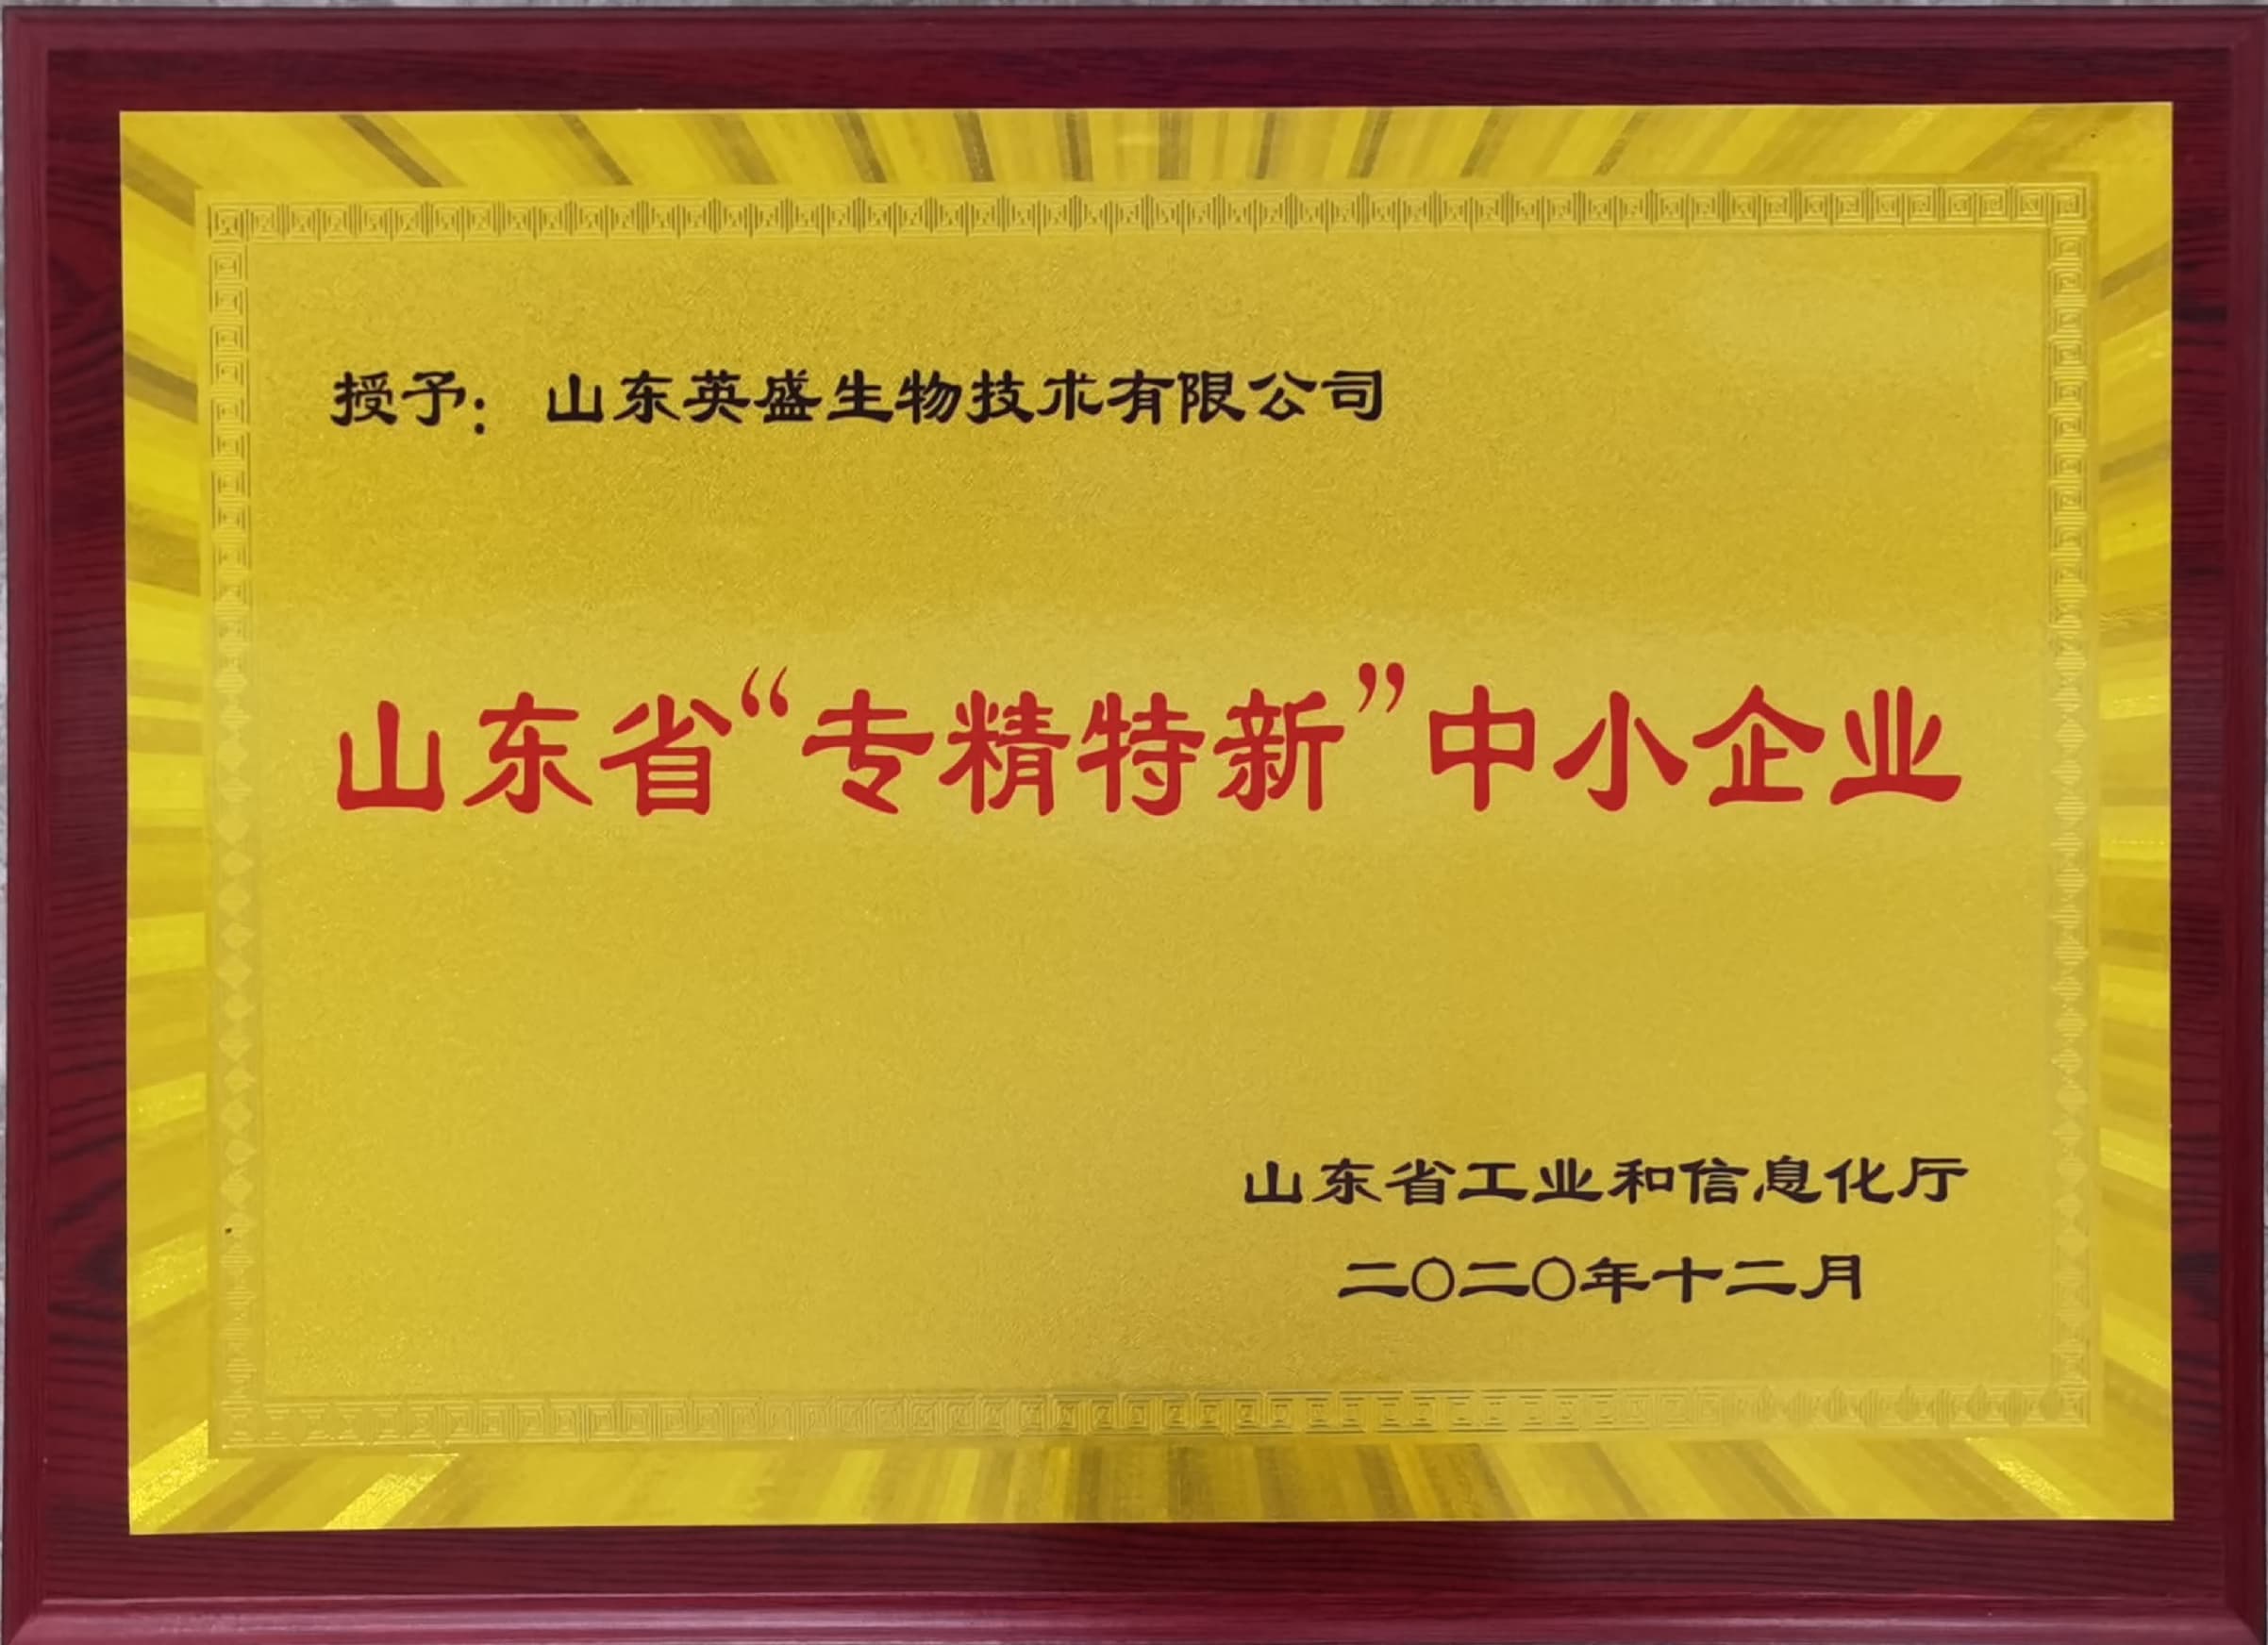 授予： 山东英盛生物技术有限公司
山东省“专精特新”中小企业
山东省工业和信息化厅
二〇二〇年十二月